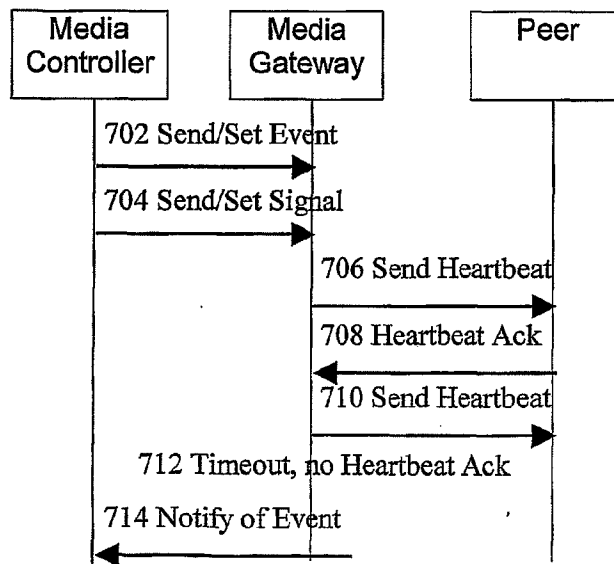 Media
Controller
Media
Gateway
Peer
702 Send/Set Event
704 Send/Set Signal
706 Send Heartbeat
708 Heartbeat Ack
710 Send Heartbeat
712 Timeout, no Heartbeat Ack
714 Notify of Event